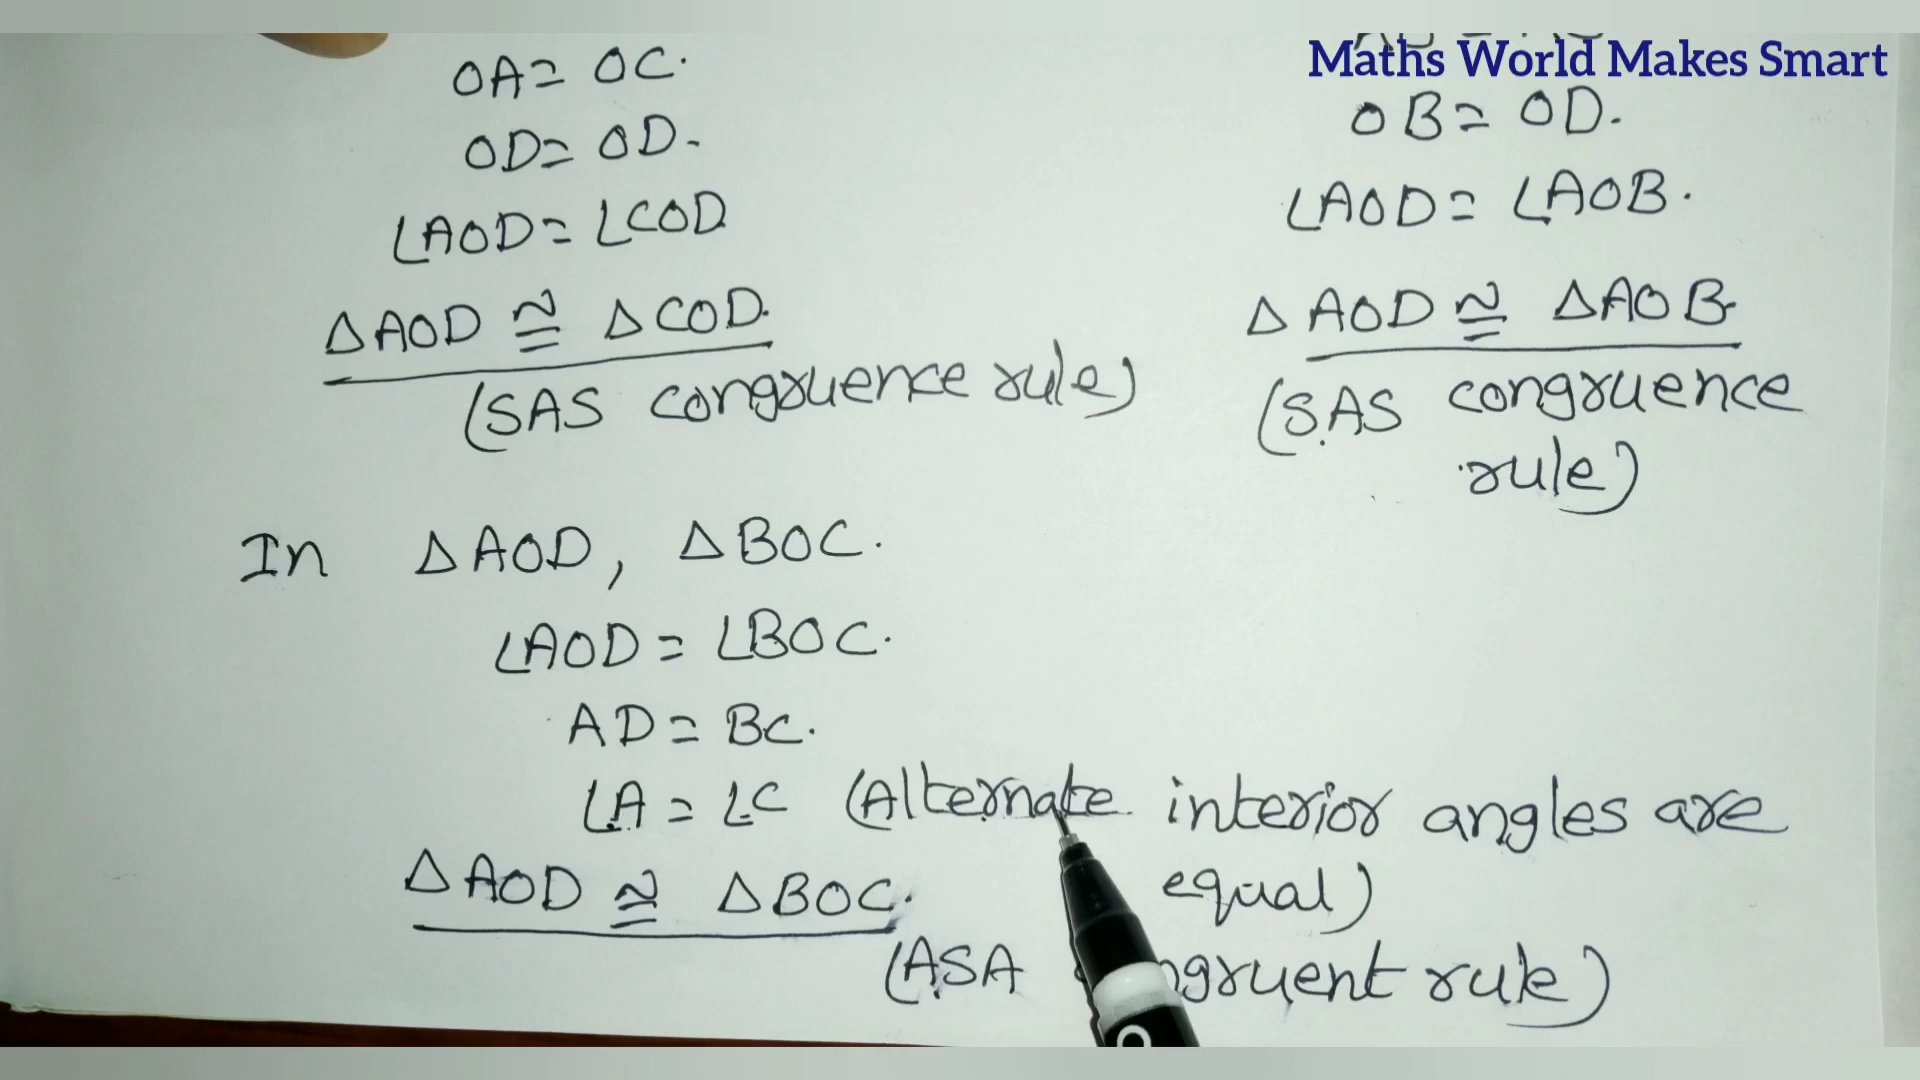 Maths World Makes Smart
OA = OC.
OD = OD.
∠AOD = ∠COD
△AOD ≅ △COD.
(SAS congruence rule)
OB = OD.
∠AOD = ∠AOB.
△AOD ≅ △AOB.
(SAS congruence
rule)
In △AOD, △BOC.
∠AOD = ∠BOC.
AD = BC.
∠A = ∠C (Alternate interior angles are
equal)
△AOD ≅ △BOC.
(ASA
rule)